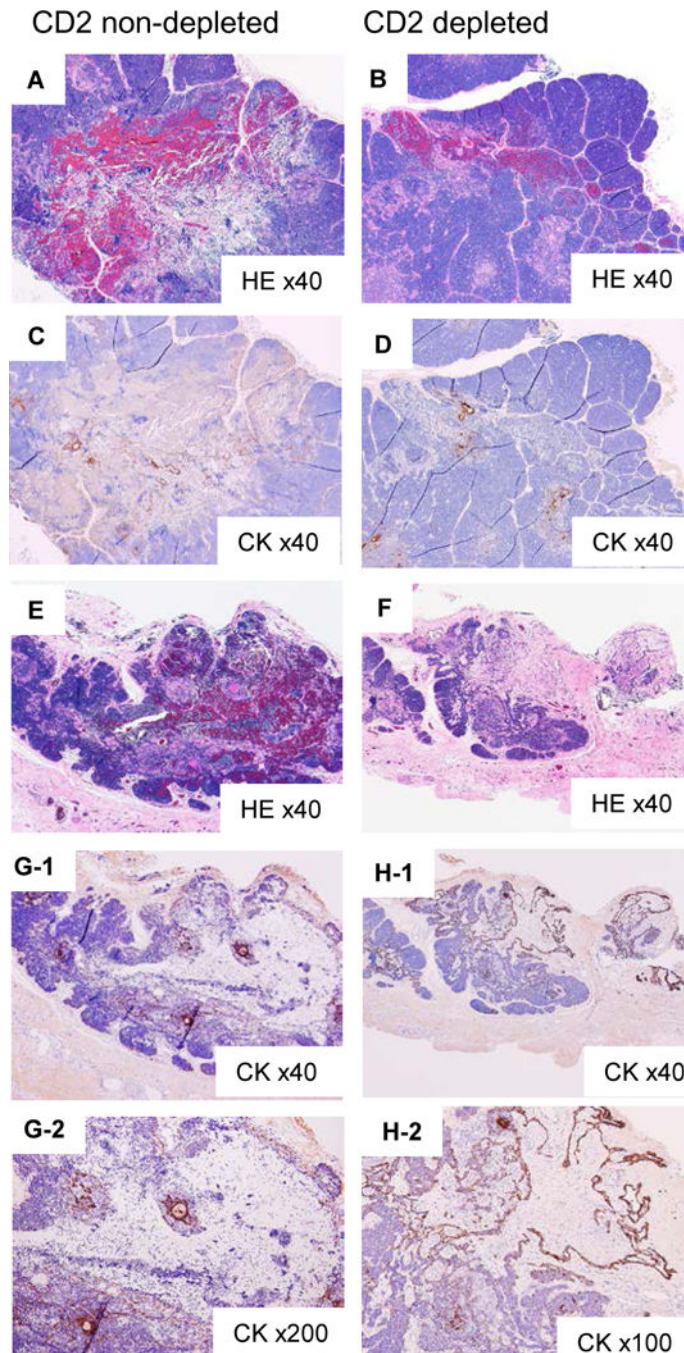 CD2 non-depleted
CD2 depleted
A
HE x40
B
HE x40
C
CK x40
D
CK x40
E
HE x40
F
HE x40
G-1
CK x40
H-1
CK x40
G-2
CK x200
H-2
CK x100